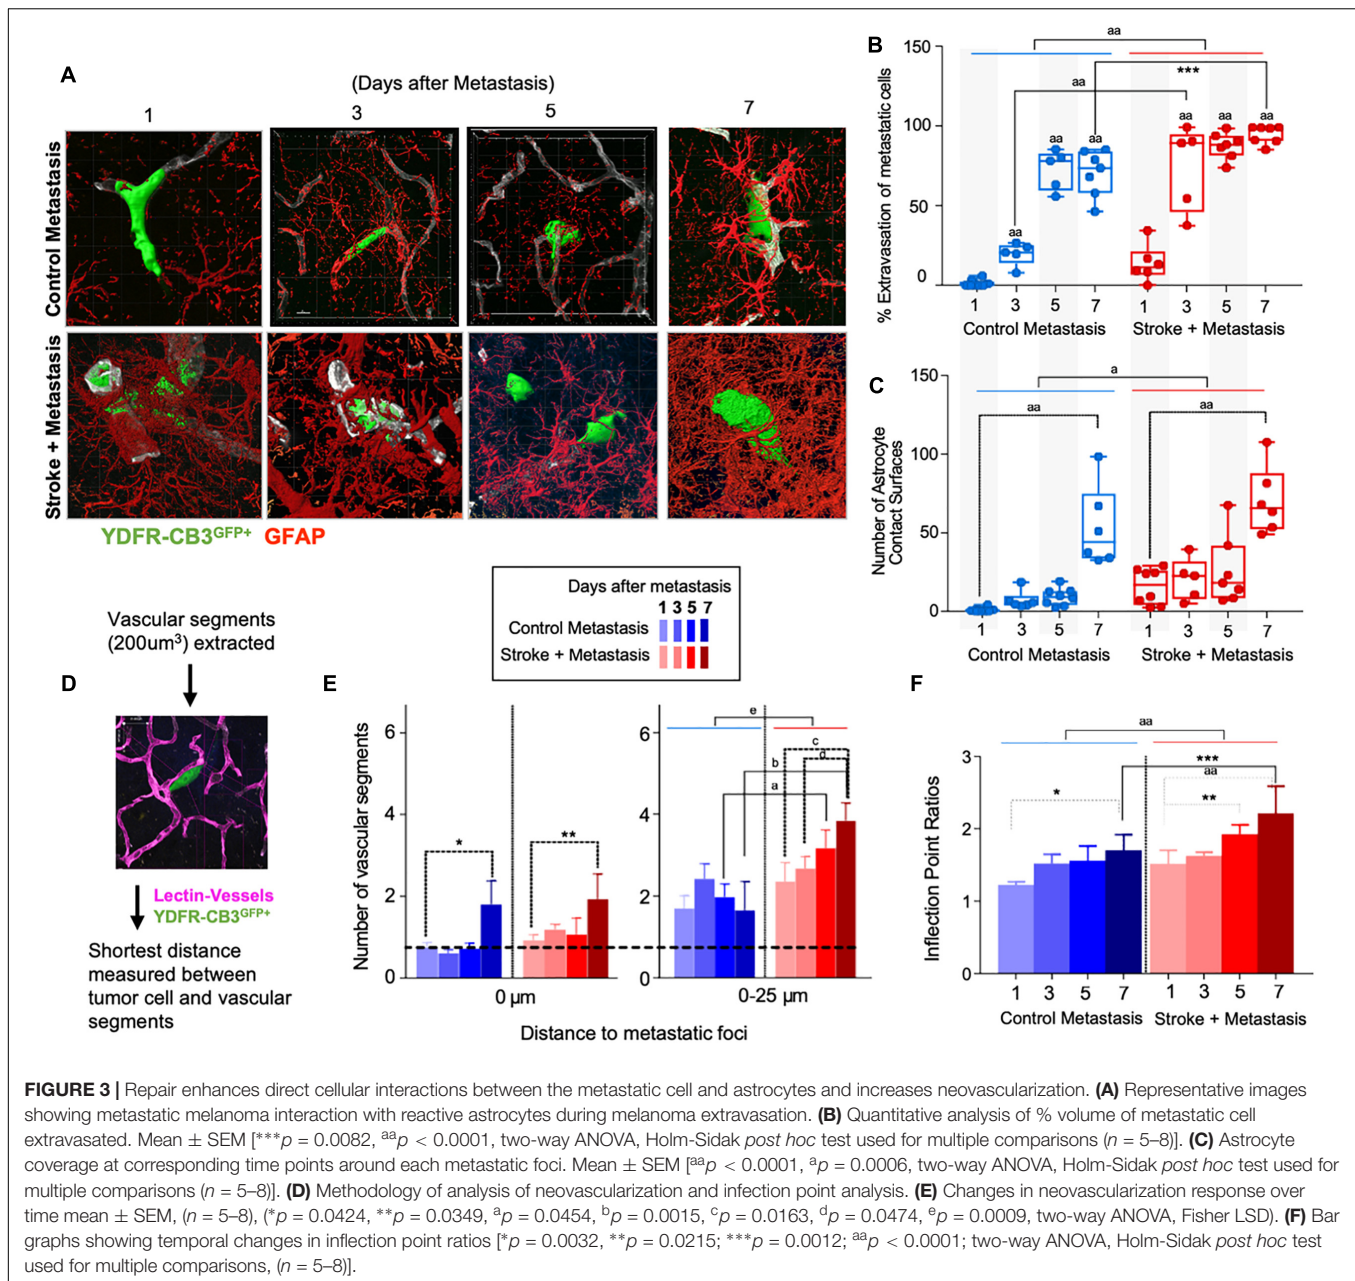 A
(Days after Metastasis)
1 3 5 7
Control Metastasis
Stroke + Metastasis
YDFR-CB3GFP+ GFAP
B
% Extravasation of metastatic cells
150
100
50
0
aa
***
aa
aa
aa
aa
aa
aa
aa
1 3 5 7 1 3 5 7
Control Metastasis Stroke + Metastasis
C
Number of Astrocyte
Contact Surfaces
150
100
50
0
a
aa
aa
1 3 5 7 1 3 5 7
Control Metastasis Stroke + Metastasis
Days after metastasis
1 3 5 7
Control Metastasis
Stroke + Metastasis
Vascular segments
(200um³) extracted
D
Lectin-Vessels
YDFR-CB3GFP+
Shortest distance
measured between
tumor cell and vascular
segments
E
Number of vascular segments
6
4
2
0
*
**
0 µm
6
4
2
0
e
c
d
b
a
0-25 µm
Distance to metastatic foci
F
Inflection Point Ratios
3
2
1
0
aa
***
aa
*
**
1 3 5 7 1 3 5 7
Control Metastasis Stroke + Metastasis
FIGURE 3 | Repair enhances direct cellular interactions between the metastatic cell and astrocytes and increases neovascularization. (A) Representative images
showing metastatic melanoma interaction with reactive astrocytes during melanoma extravasation. (B) Quantitative analysis of % volume of metastatic cell
extravasated. Mean ± SEM [***p = 0.0082, aap < 0.0001, two-way ANOVA, Holm-Sidak post hoc test used for multiple comparisons (n = 5–8)]. (C) Astrocyte
coverage at corresponding time points around each metastatic foci. Mean ± SEM [aap < 0.0001, ap = 0.0006, two-way ANOVA, Holm-Sidak post hoc test used for
multiple comparisons (n = 5–8)]. (D) Methodology of analysis of neovascularization and infection point analysis. (E) Changes in neovascularization response over
time mean ± SEM, (n = 5–8), (*p = 0.0424, **p = 0.0349, ap = 0.0454, bp = 0.0015, cp = 0.0163, dp = 0.0474, ep = 0.0009, two-way ANOVA, Fisher LSD). (F) Bar
graphs showing temporal changes in inflection point ratios [*p = 0.0032, **p = 0.0215; ***p = 0.0012; aap < 0.0001; two-way ANOVA, Holm-Sidak post hoc test
used for multiple comparisons, (n = 5–8)].